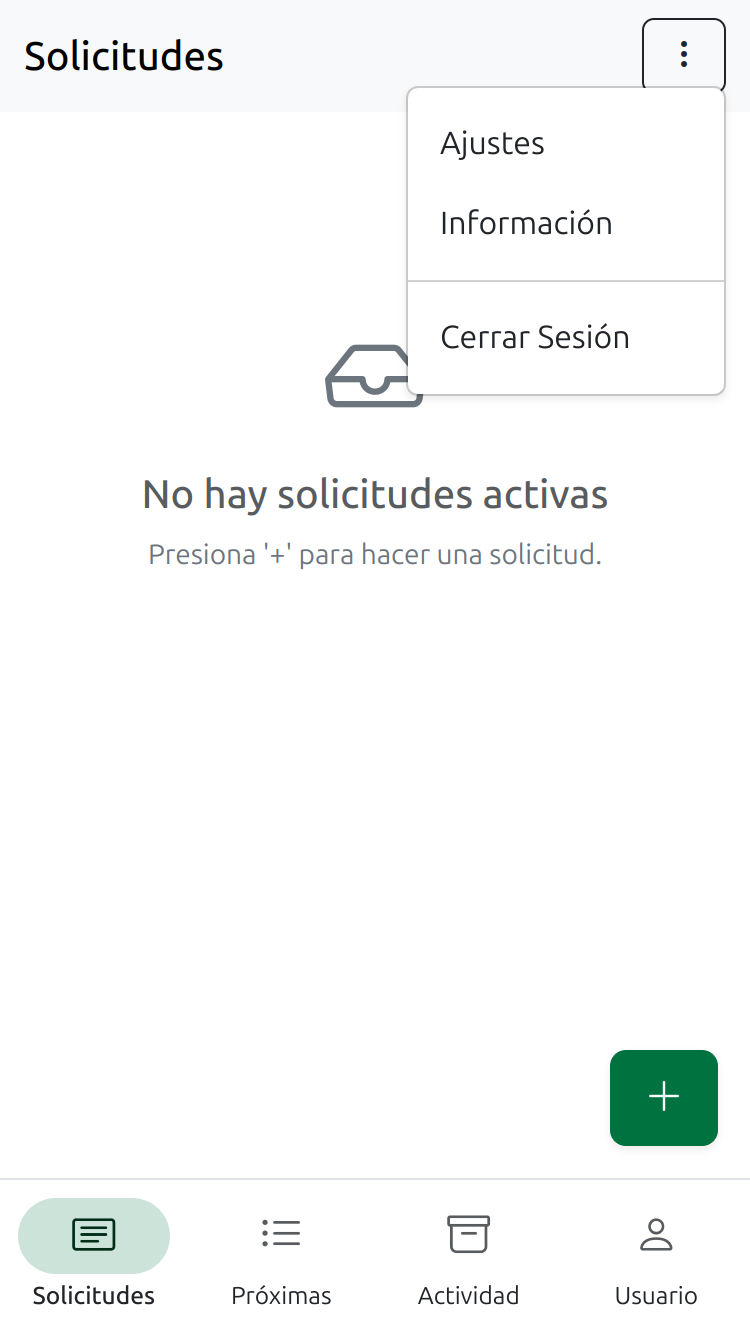 Solicitudes
Ajustes
Información
Cerrar Sesión
No hay solicitudes activas
Presiona '+' para hacer una solicitud.
Solicitudes
Próximas
Actividad
Usuario